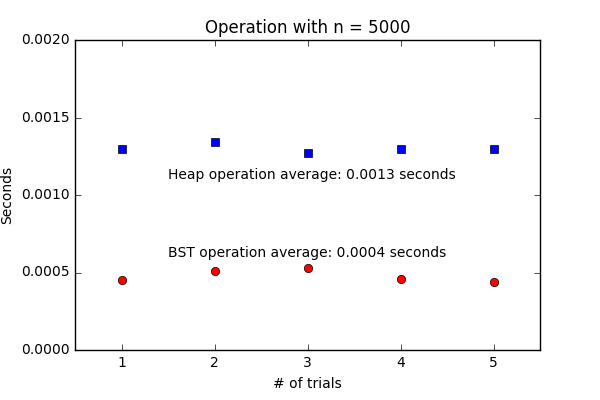 Operation with n = 5000
0.0020
0.0015
0.0010
0.0005
0.0000
Seconds
Heap operation average: 0.0013 seconds
BST operation average: 0.0004 seconds
1 2 3 4 5
# of trials